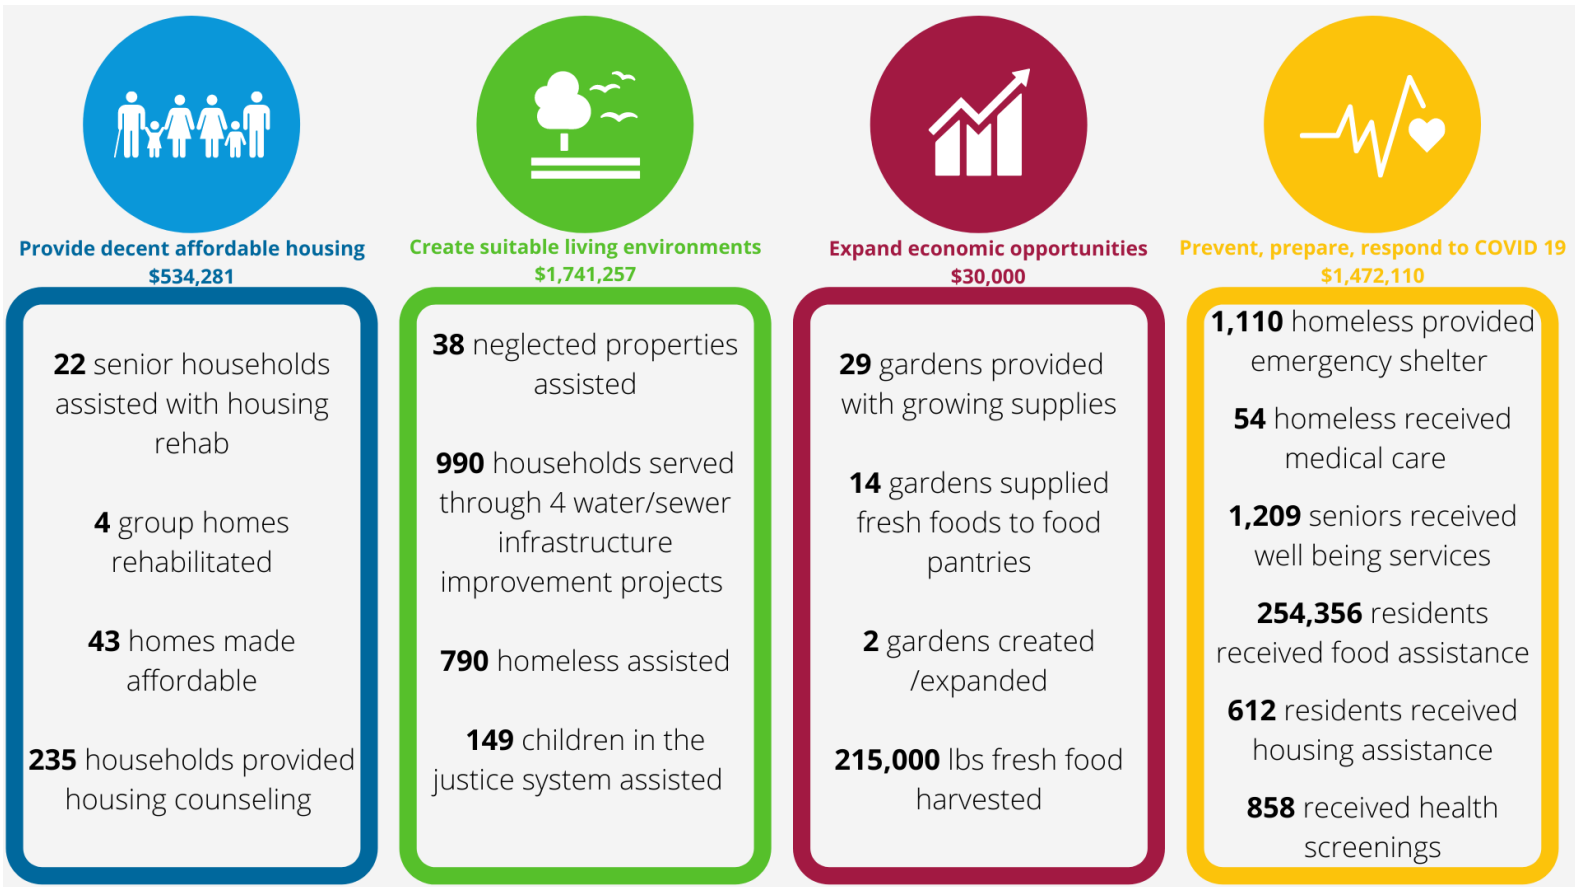 Provide decent affordable housing
$534,281
22 senior households
assisted with housing
rehab
4 group homes
rehabilitated
43 homes made
affordable
235 households provided
housing counseling
Create suitable living environments
$1,741,257
38 neglected properties
assisted
990 households served
through 4 water/sewer
infrastructure
improvement projects
790 homeless assisted
149 children in the
justice system assisted
Expand economic opportunities
$30,000
29 gardens provided
with growing supplies
14 gardens supplied
fresh foods to food
pantries
2 gardens created
/expanded
215,000 lbs fresh food
harvested
Prevent, prepare, respond to COVID 19
$1,472,110
1,110 homeless provided
emergency shelter
54 homeless received
medical care
1,209 seniors received
well being services
254,356 residents
received food assistance
612 residents received
housing assistance
858 received health
screenings